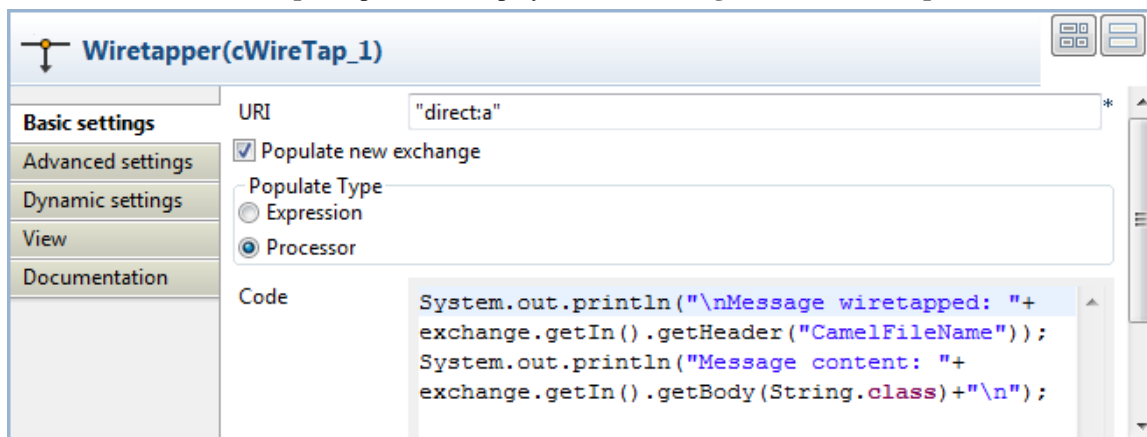 Wiretapper(cWireTap_1)
Basic settings
Advanced settings
Dynamic settings
View
Documentation
URI
"direct:a"
*
Populate new exchange
Populate Type
Expression
Processor
Code
System.out.println("\nMessage wiretapped: "+
exchange.getIn().getHeader("CamelFileName"));
System.out.println("Message content: "+
exchange.getIn().getBody(String.class)+"\n");